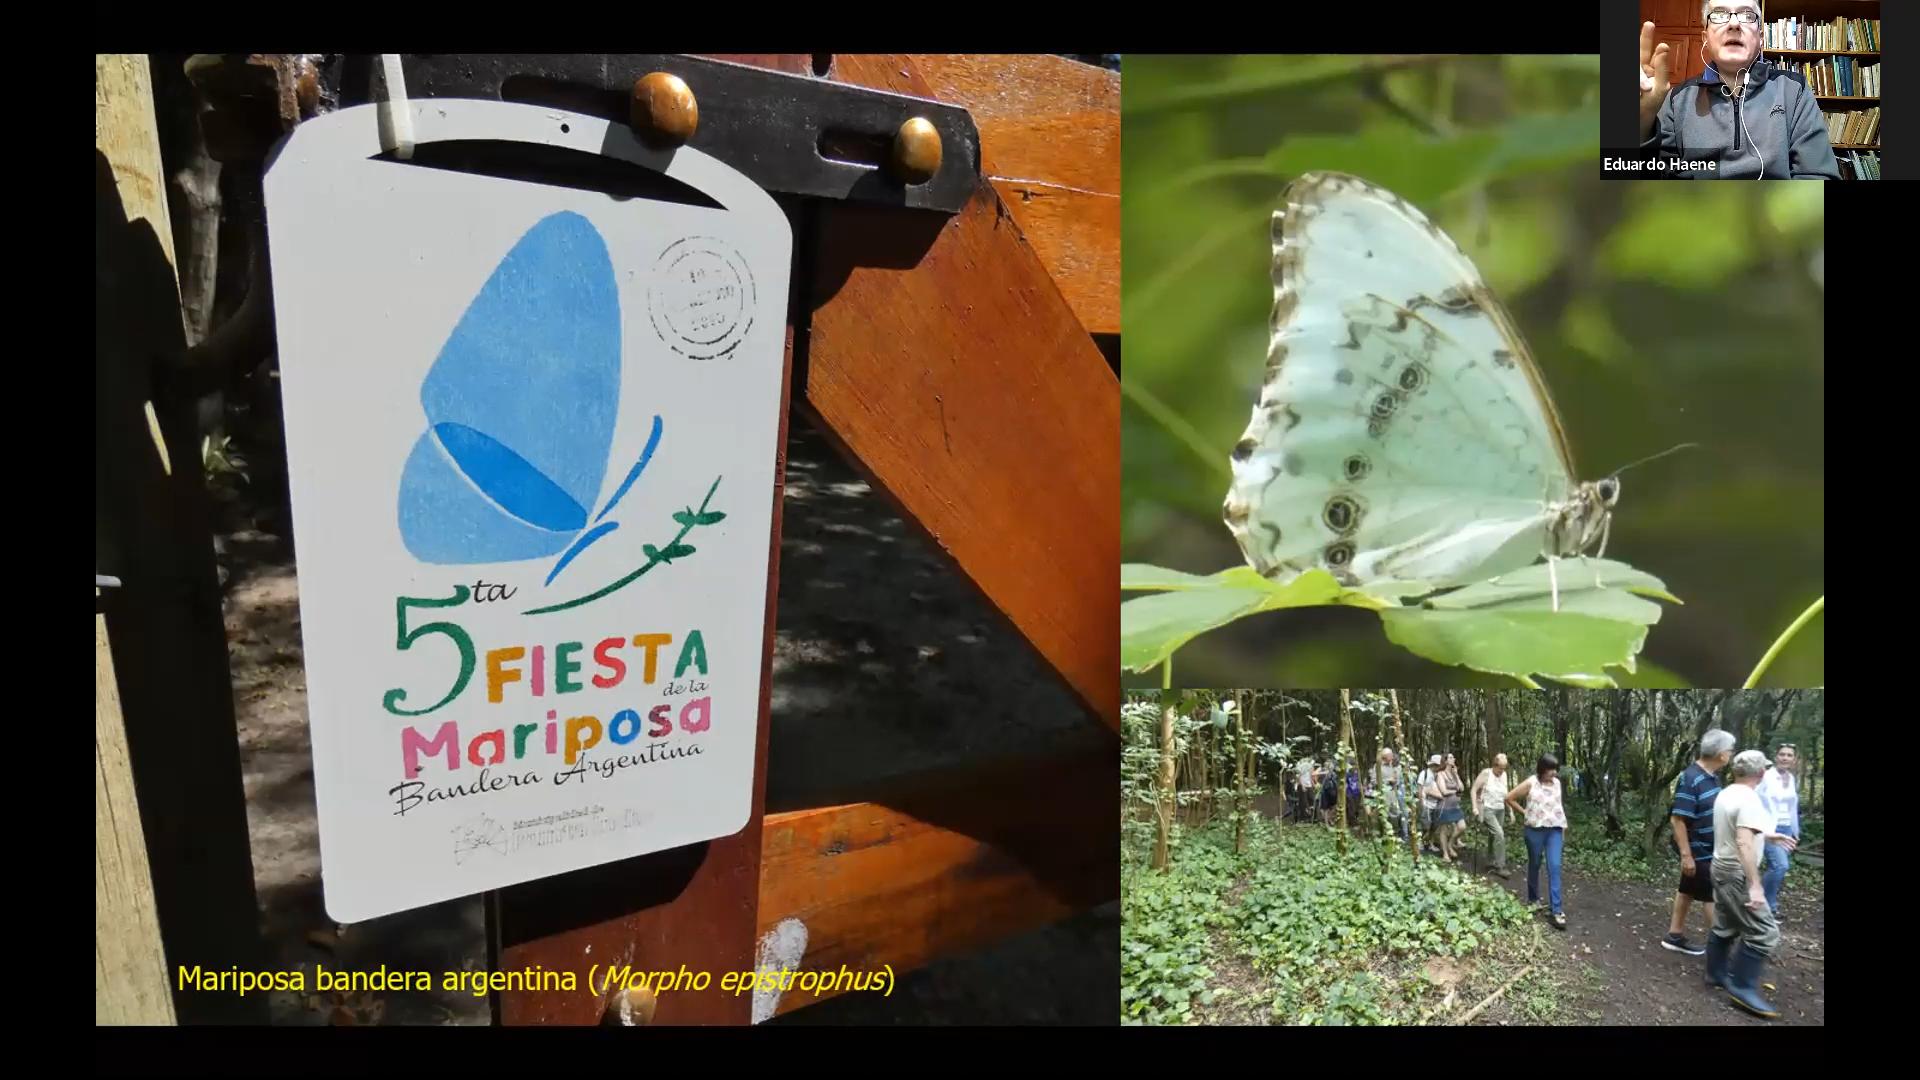 5ta
FIESTA
de la
Mariposa
Bandera Argentina
Mariposa bandera argentina (Morpho epistrophus)
Eduardo Haene